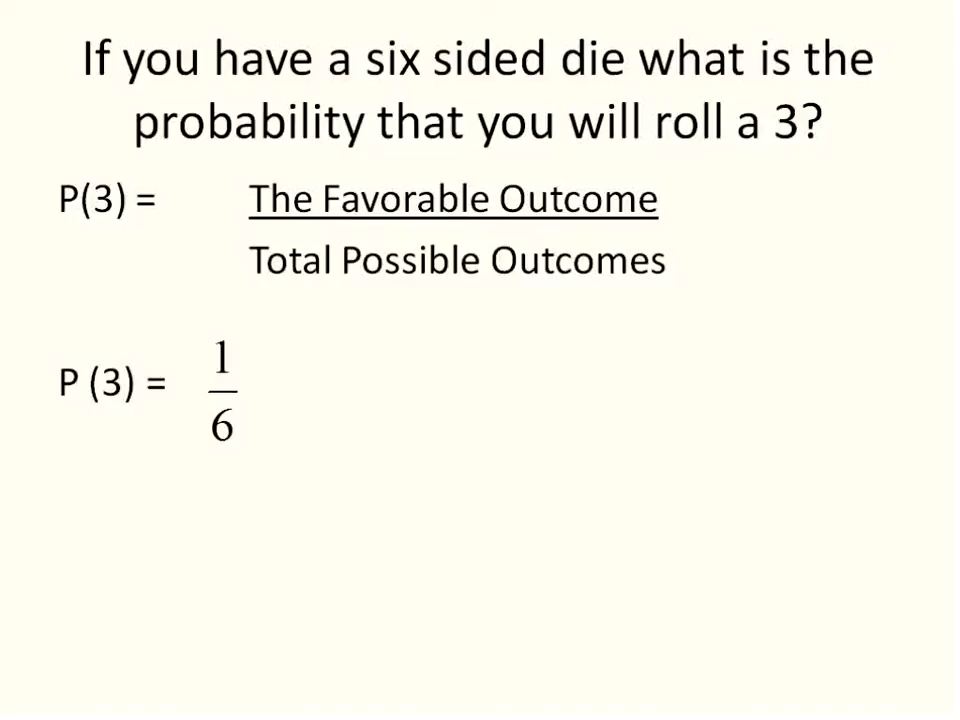 If you have a six sided die what is the
probability that you will roll a 3?
P(3) = The Favorable Outcome
Total Possible Outcomes
P (3) = 1
6